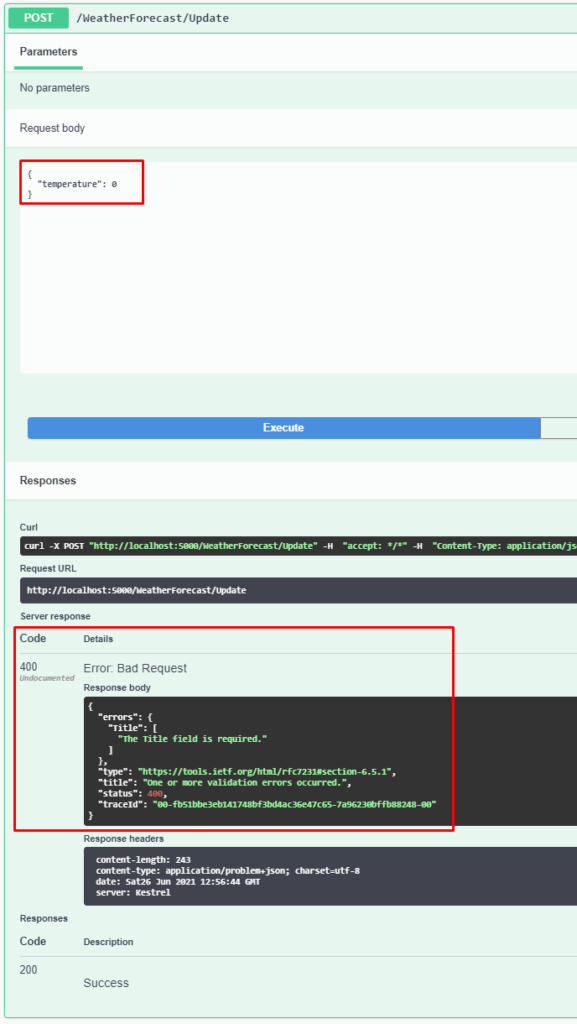 POST /WeatherForecast/Update
Parameters
No parameters
Request body
{
"temperature": 0
}
Execute
Responses
Curl
curl -X POST "http://localhost:5000/WeatherForecast/Update" -H "accept: */*" -H "Content-Type: application/js
Request URL
http://localhost:5000/WeatherForecast/Update
Server response
Code Details
400 Error: Bad Request
Undocumented
Response body
{
"errors": {
"Title": [
"The Title field is required."
]
},
"type": "https://tools.ietf.org/html/rfc7231#section-6.5.1",
"title": "One or more validation errors occurred.",
"status": 400,
"traceId": "00-fb51bbe3eb141748bf3bd4ac36e47c65-7a96230bffb88248-00"
}
Response headers
content-length: 243
content-type: application/problem+json; charset=utf-8
date: Sat26 Jun 2021 12:56:44 GMT
server: Kestrel
Responses
Code Description
200
Success